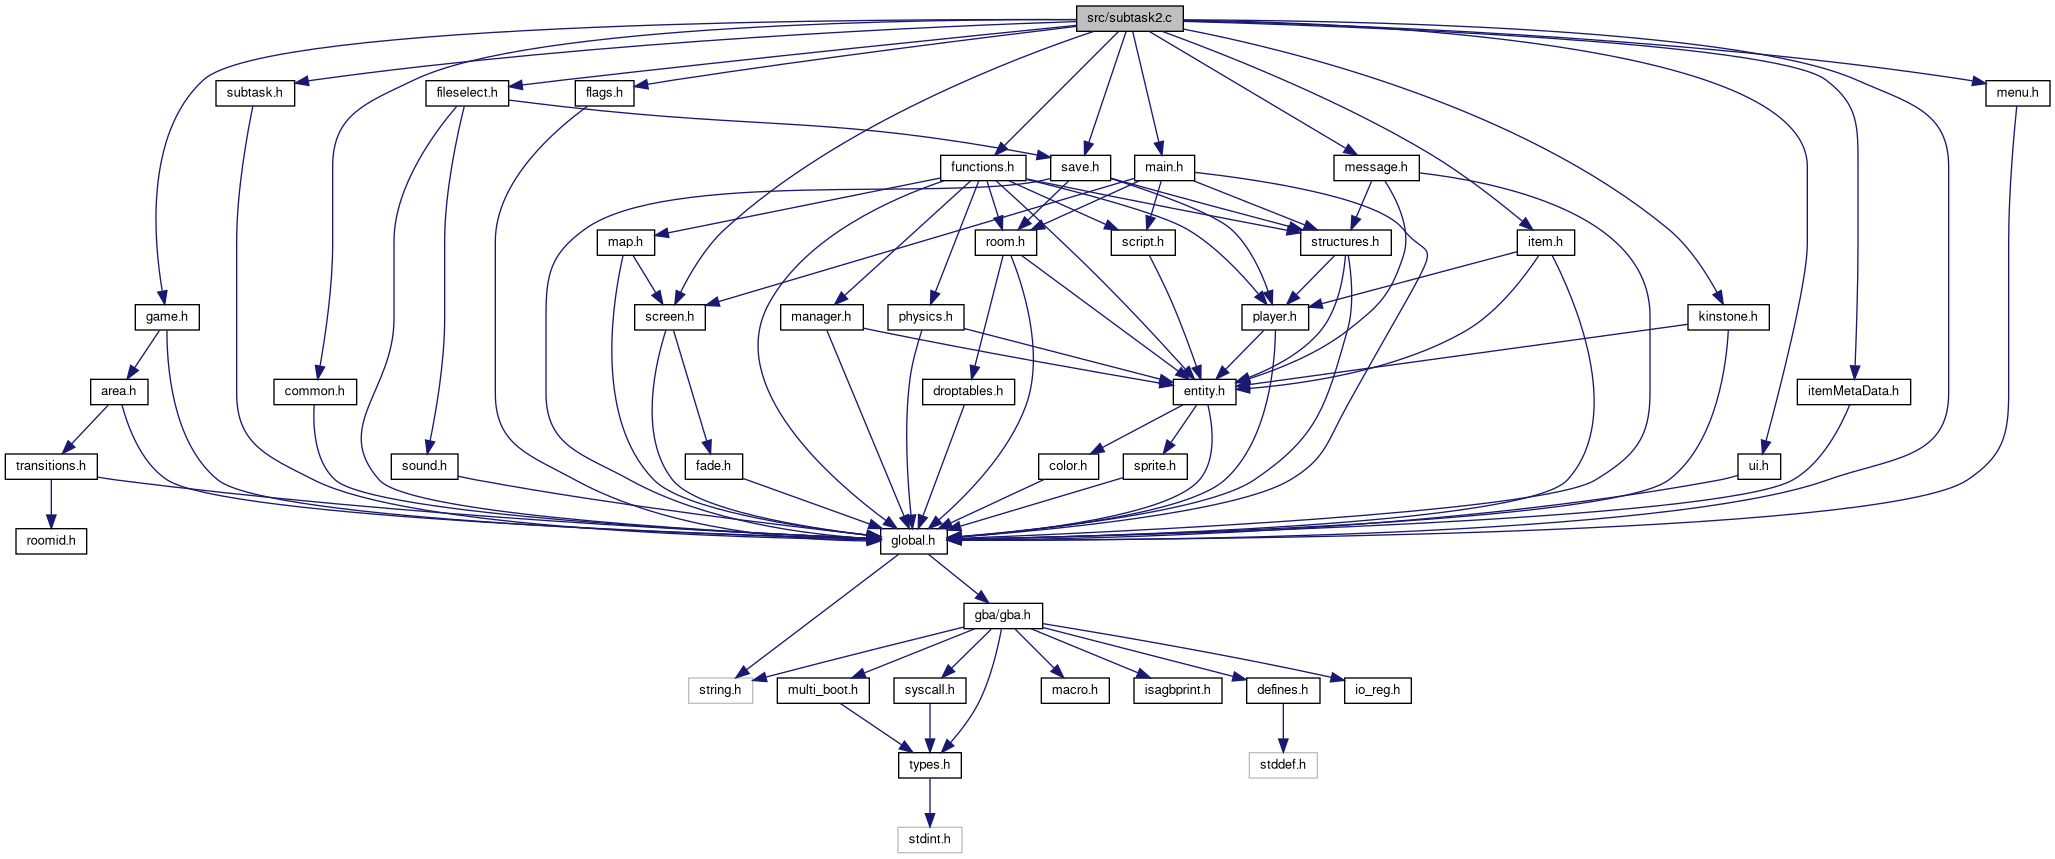 src/subtask2.c
subtask.h
fileselect.h
flags.h
menu.h
functions.h
save.h
main.h
message.h
map.h
room.h
script.h
structures.h
item.h
game.h
screen.h
manager.h
physics.h
player.h
kinstone.h
area.h
common.h
droptables.h
entity.h
itemMetaData.h
transitions.h
sound.h
fade.h
color.h
sprite.h
ui.h
roomid.h
global.h
gba/gba.h
string.h
multi_boot.h
syscall.h
macro.h
isagbprint.h
defines.h
io_reg.h
types.h
stddef.h
stdint.h